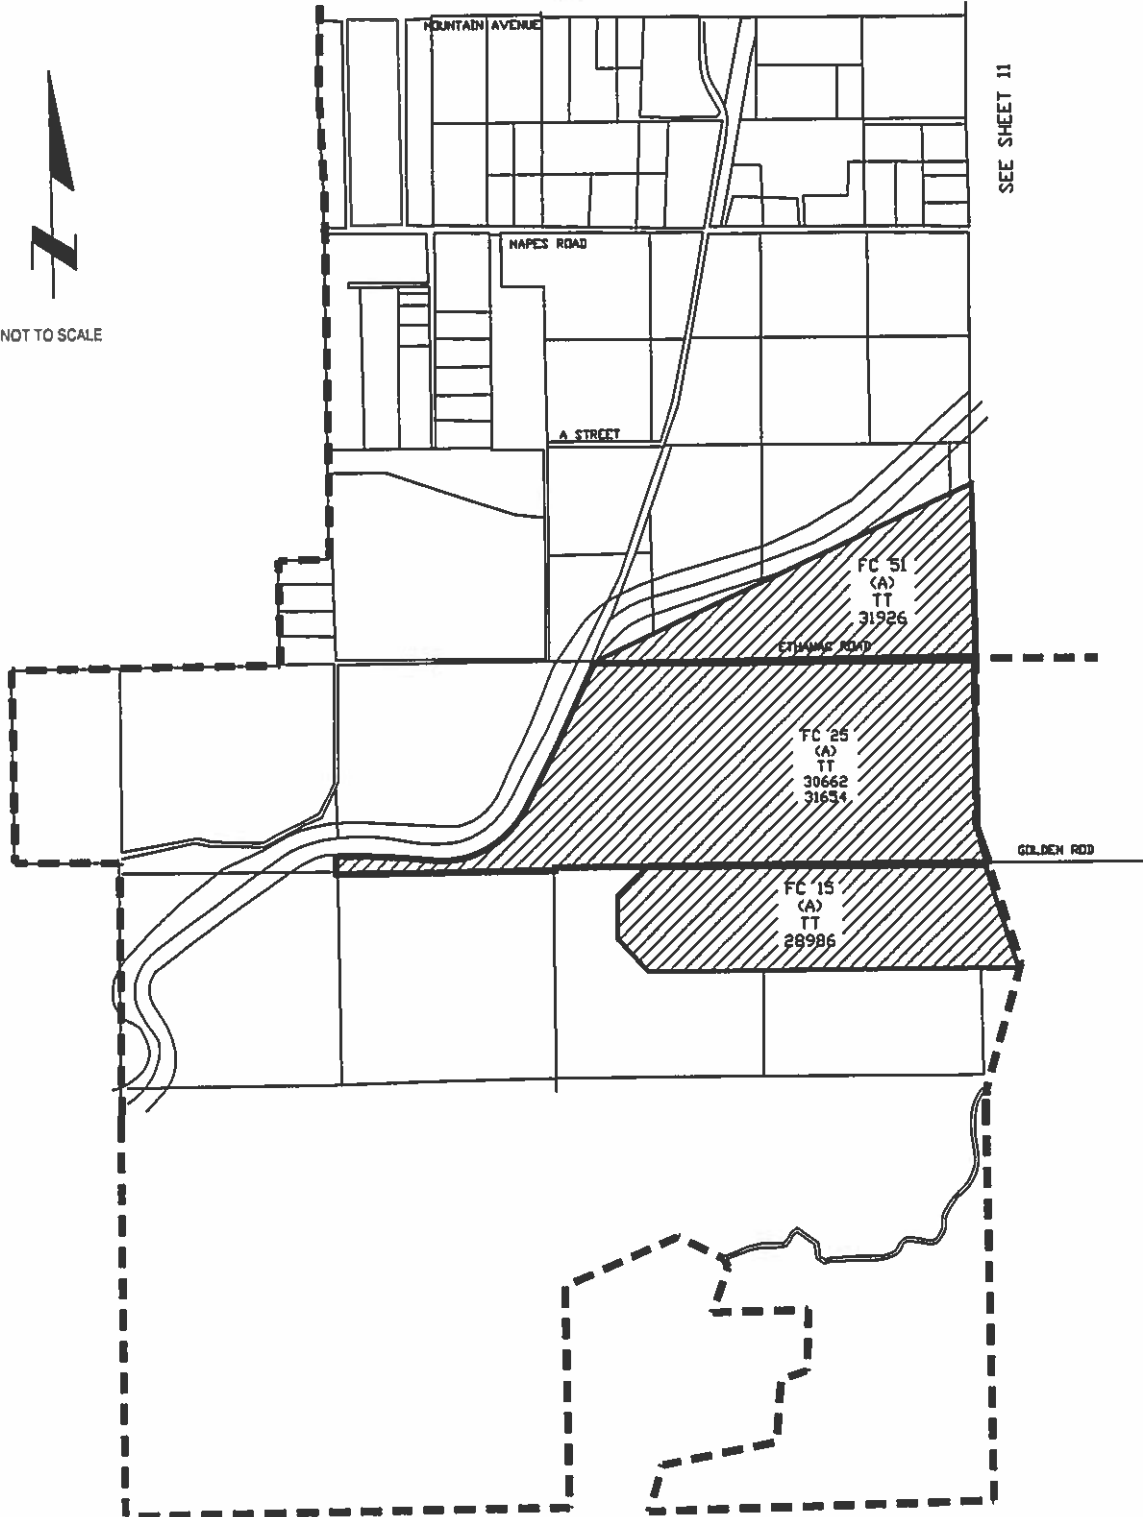 MOUNTAIN AVENUE
SEE SHEET 11
MAPES ROAD
NOT TO SCALE
A STREET
FC 51
(A)
TT
31926
ETHANAC ROAD
FC 25
(A)
TT
30662
31654
GOLDEN ROD
FC 15
(A)
TT
28986